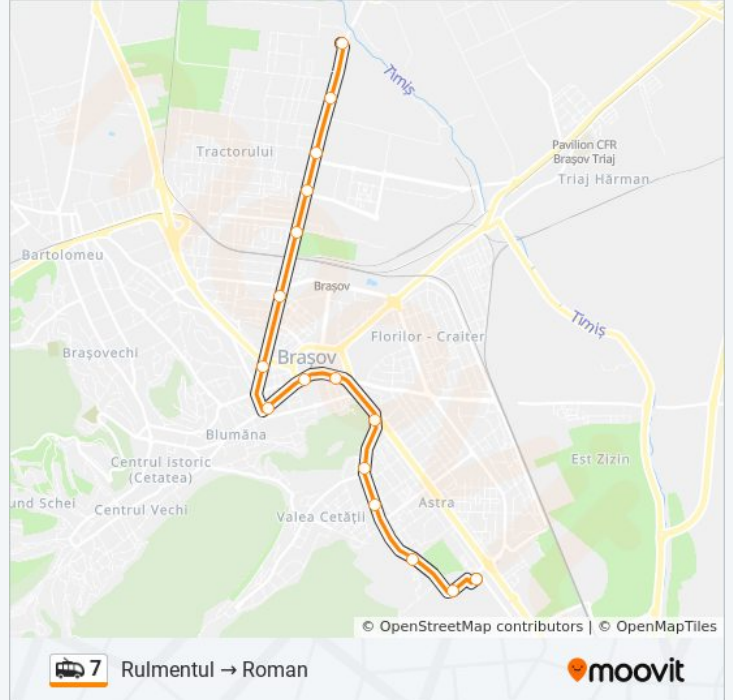 Timiș
Pavilion CFR
Brașov Triaj
Tractorului
Triaj Hărman
Bartolomeu
Brașov
Timiș
Florilor - Craiter
Brașovechi
Brașov
Blumăna
Centrul Istoric
(Cetatea)
Est Zizin
und Schei
Centrul Vechi
Astra
Valea Cetății
© OpenStreetMap contributors | © OpenMapTiles
7 Rulmentul → Roman
moovit